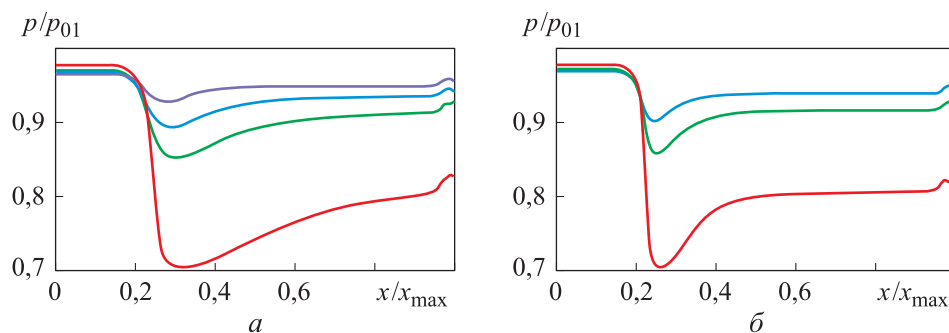 p/p01 p/p01
0,9 0,9
0,8 0,8
0,7 0,7
0 0,2 0,4 0,6 x/xmax 0 0,2 0,4 0,6 x/xmax
а б